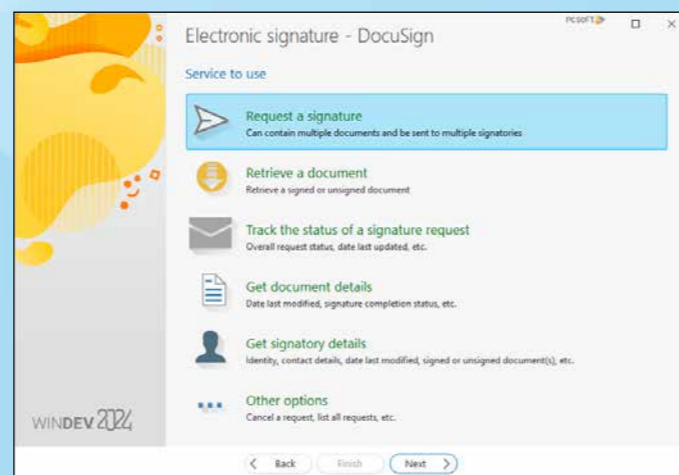 PC SOFT
Electronic signature - DocuSign
Service to use
Request a signature
Can contain multiple documents and be sent to multiple signatories
Retrieve a document
Retrieve a signed or unsigned document
Track the status of a signature request
Overall request status, date last updated, etc.
Get document details
Date last modified, signature completion status, etc.
Get signatory details
Identity, contact details, date last modified, signed or unsigned document(s), etc.
Other options
Cancel a request, list all requests, etc.
WINDEV 2024
Back Finish Next